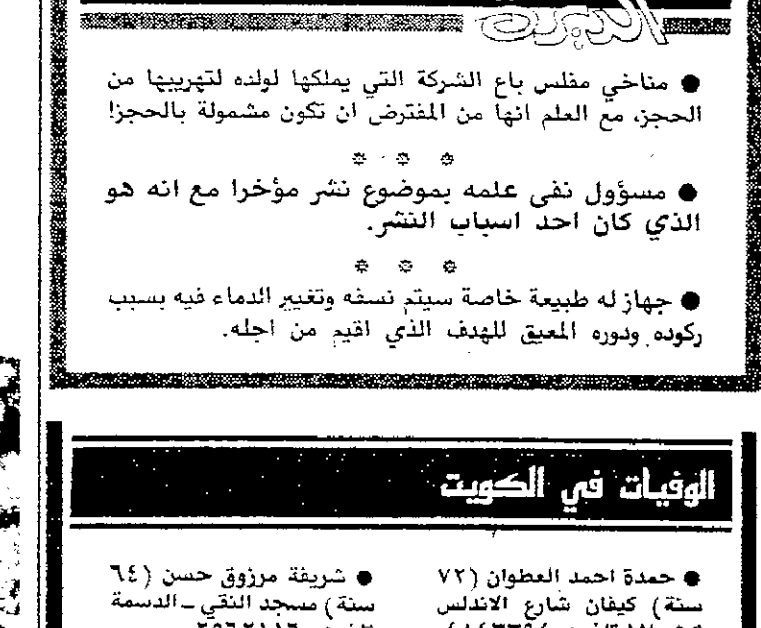 ● مناخي مفلس باع الشركة التي يملكها لولده لتهريبها من
الحجز، مع العلم انها من المفترض ان تكون مشمولة بالحجز!
● مسؤول نفى علمه بموضوع نشر مؤخرا مع انه هو
الذي كان احد اسباب النشر.
● جهاز له طبيعة خاصة سيتم نسفه وتغيير الدماء فيه بسبب
ركوده ودوره المعيق للهدف الذي اقيم من اجله.
الوفيات في الكويت
● حمدة احمد العطوان (٧٢
سنة) كيفان شارع الاندلس
● شريفة مرزوق حسن (٦٤
سنة) مسجد النقي ـ الدسمة